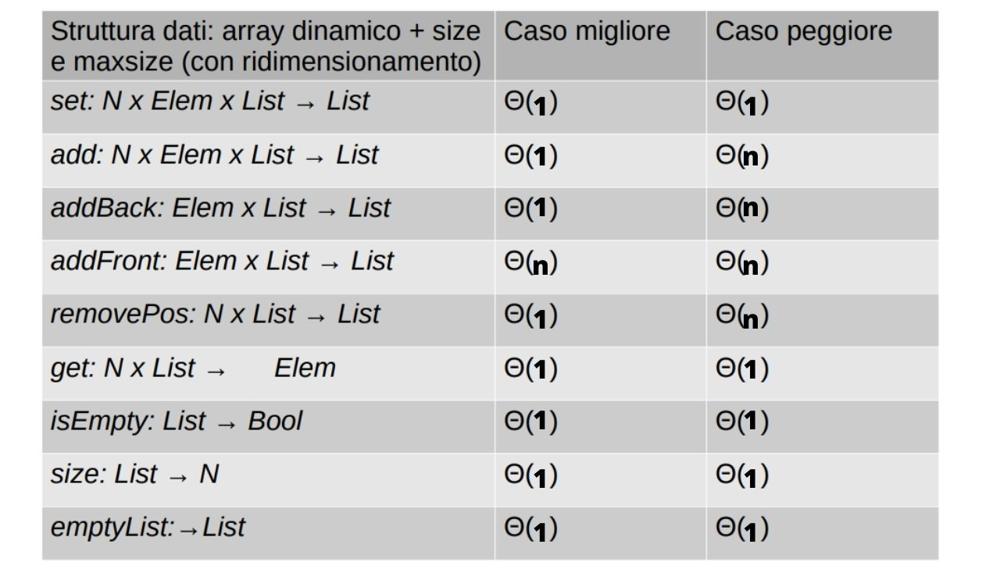 Struttura dati: array dinamico + size Caso migliore Caso peggiore
e maxsize (con ridimensionamento)
set: N x Elem x List → List Θ(1) Θ(1)
add: N x Elem x List → List Θ(1) Θ(n)
addBack: Elem x List → List Θ(1) Θ(n)
addFront: Elem x List → List Θ(n) Θ(n)
removePos: N x List → List Θ(1) Θ(n)
get: N x List → Elem Θ(1) Θ(1)
isEmpty: List → Bool Θ(1) Θ(1)
size: List → N Θ(1) Θ(1)
emptyList:→List Θ(1) Θ(1)